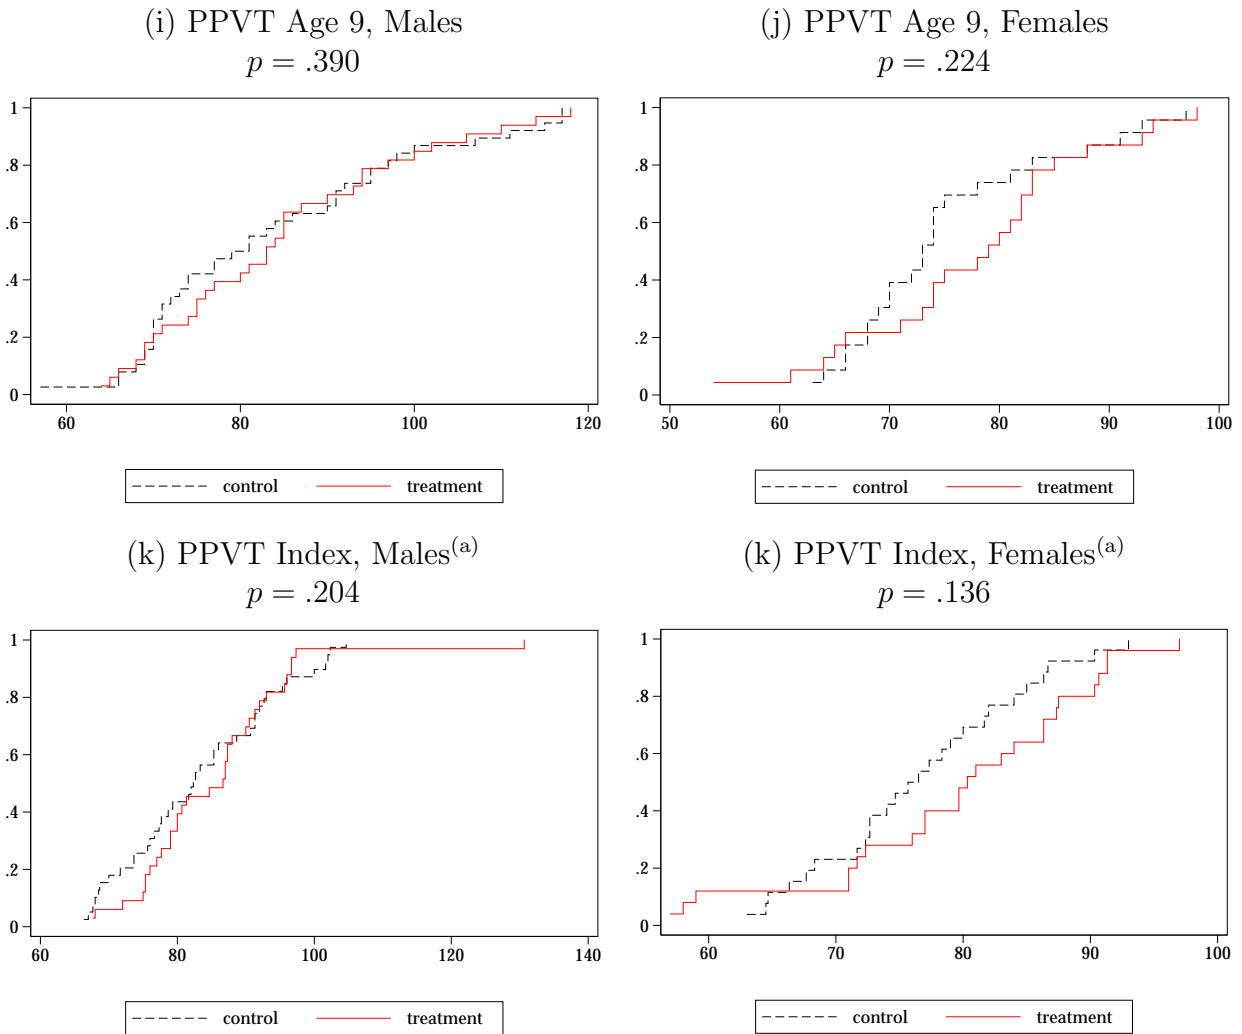 (i) PPVT Age 9, Males
p = .390
1
.8
.6
.4
.2
0
60 80 100 120
control treatment
(j) PPVT Age 9, Females
p = .224
1
.8
.6
.4
.2
0
50 60 70 80 90 100
control treatment
(k) PPVT Index, Males(a)
p = .204
1
.8
.6
.4
.2
0
60 80 100 120 140
control treatment
(k) PPVT Index, Females(a)
p = .136
1
.8
.6
.4
.2
0
60 70 80 90 100
control treatment